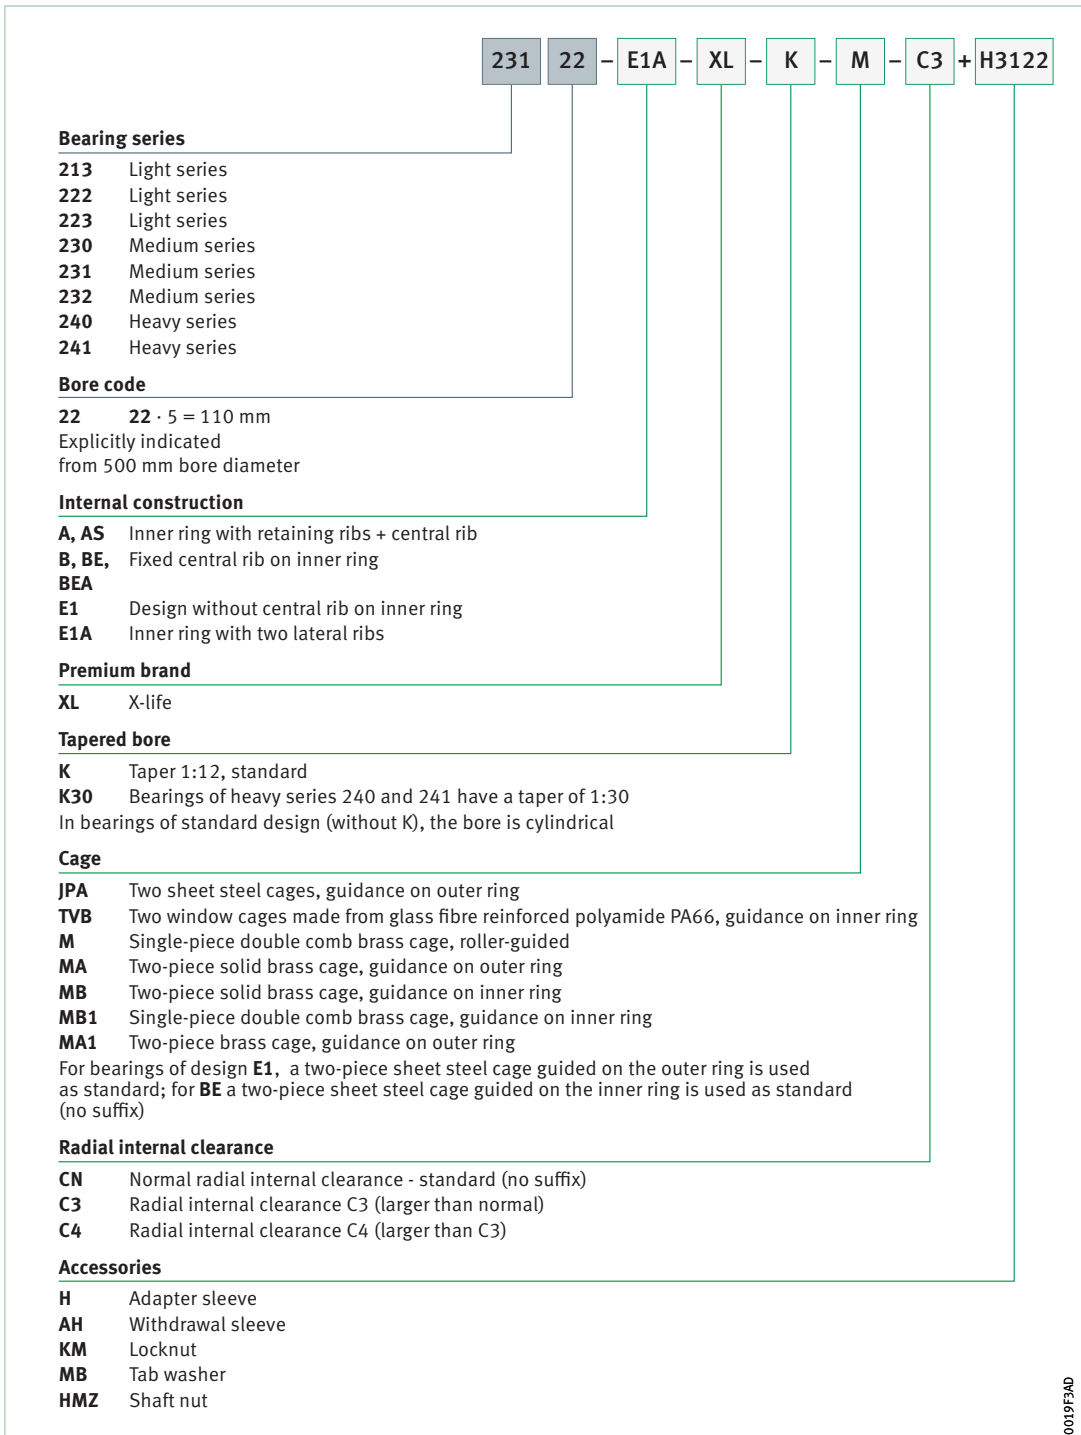 231 22 – E1A – XL – K – M – C3 + H3122
Bearing series
213 Light series
222 Light series
223 Light series
230 Medium series
231 Medium series
232 Medium series
240 Heavy series
241 Heavy series
Bore code
22 22 · 5 = 110 mm
Explicitly indicated
from 500 mm bore diameter
Internal construction
A, AS Inner ring with retaining ribs + central rib
B, BE, Fixed central rib on inner ring
BEA
E1 Design without central rib on inner ring
E1A Inner ring with two lateral ribs
Premium brand
XL X-life
Tapered bore
K Taper 1:12, standard
K30 Bearings of heavy series 240 and 241 have a taper of 1:30
In bearings of standard design (without K), the bore is cylindrical
Cage
JPA Two sheet steel cages, guidance on outer ring
TVB Two window cages made from glass fibre reinforced polyamide PA66, guidance on inner ring
M Single-piece double comb brass cage, roller-guided
MA Two-piece solid brass cage, guidance on outer ring
MB Two-piece solid brass cage, guidance on inner ring
MB1 Single-piece double comb brass cage, guidance on inner ring
MA1 Two-piece brass cage, guidance on outer ring
For bearings of design E1, a two-piece sheet steel cage guided on the outer ring is used
as standard; for BE a two-piece sheet steel cage guided on the inner ring is used as standard
(no suffix)
Radial internal clearance
CN Normal radial internal clearance - standard (no suffix)
C3 Radial internal clearance C3 (larger than normal)
C4 Radial internal clearance C4 (larger than C3)
Accessories
H Adapter sleeve
AH Withdrawal sleeve
KM Locknut
MB Tab washer
HMZ Shaft nut
0019F3AD